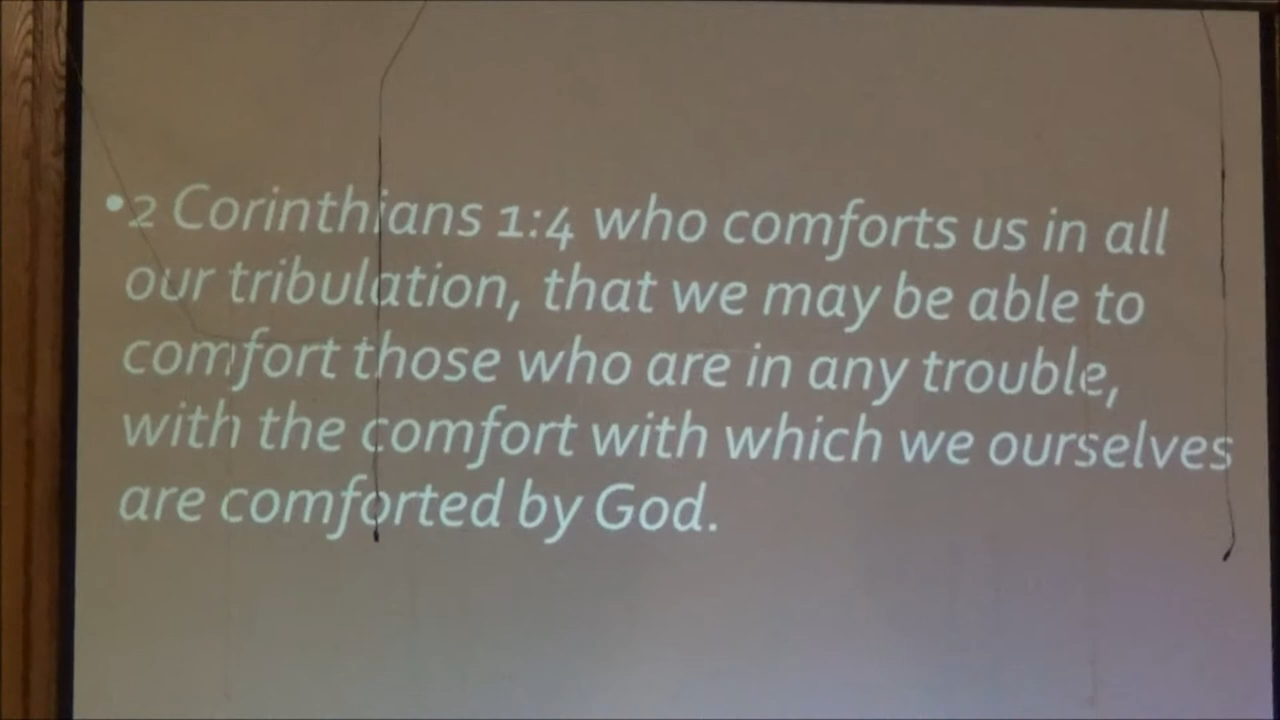 •2 Corinthians 1:4 who comforts us in all
our tribulation, that we may be able to
comfort those who are in any trouble,
with the comfort with which we ourselves
are comforted by God.